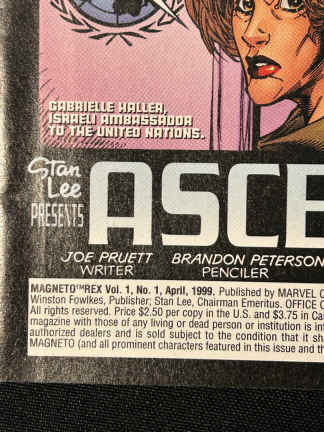 GABRIELLE HALLER,
ISRAELI AMBASSADOR
TO THE UNITED NATIONS.
Stan
Lee
PRESENTS
ASCE
JOE PRUETT BRANDON PETERSON
WRITER PENCILER
MAGNETO™REX Vol. 1, No. 1, April, 1999. Published by MARVEL C
Winston Fowlkes, Publisher; Stan Lee, Chairman Emeritus. OFFICE O
All rights reserved. Price $2.50 per copy in the U.S. and $3.75 in Ca
magazine with those of any living or dead person or institution is in
authorized dealers and is sold subject to the condition that it sh
MAGNETO (and all prominent characters featured in this issue and th